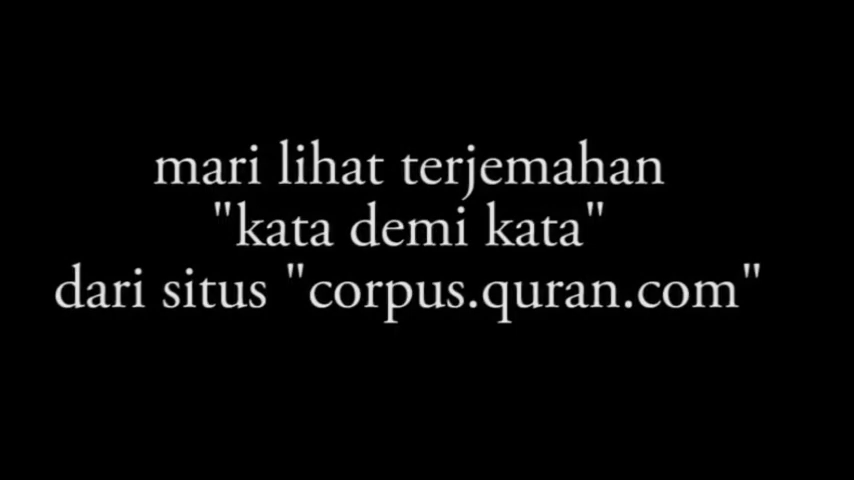 mari lihat terjemahan
"kata demi kata"
dari situs "corpus.quran.com"